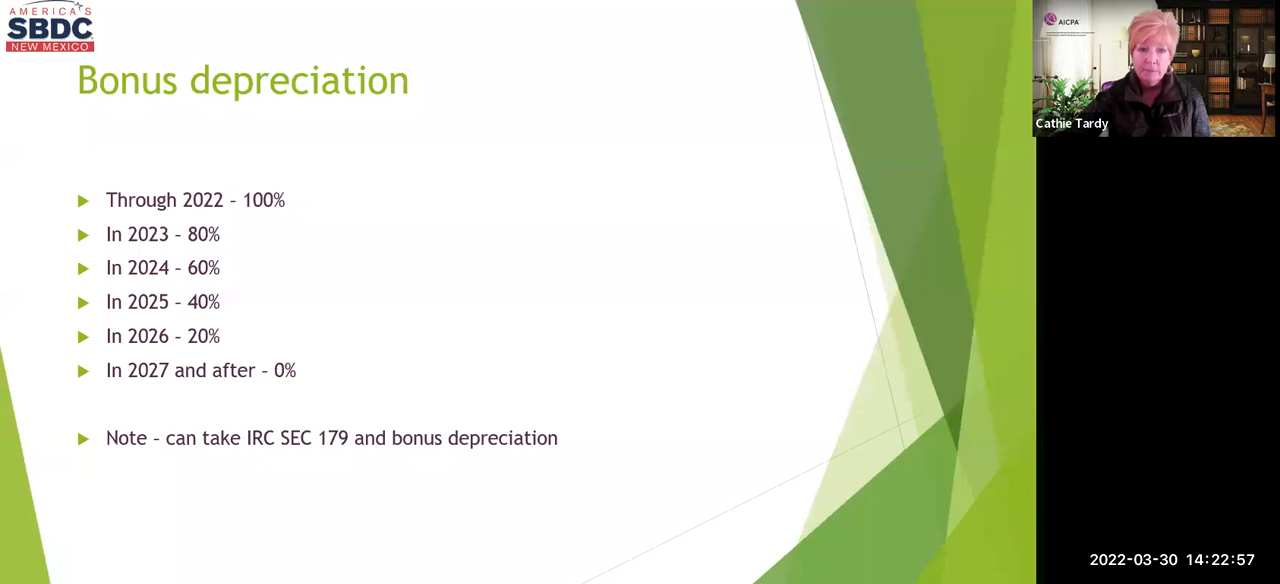 AMERICA'S
SBDC
NEW MEXICO
Bonus depreciation
Through 2022 – 100%
In 2023 – 80%
In 2024 – 60%
In 2025 – 40%
In 2026 – 20%
In 2027 and after – 0%
Note – can take IRC SEC 179 and bonus depreciation
AICPA
Cathie Tardy
2022-03-30 14:22:57